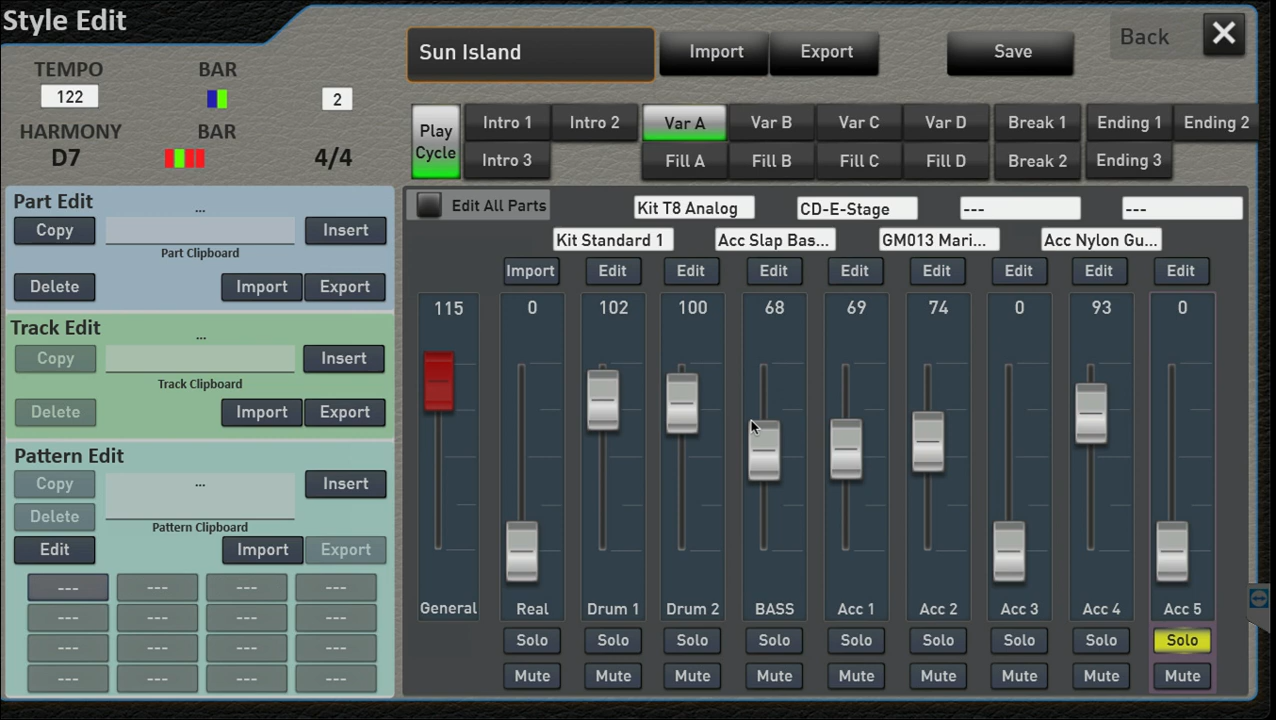 Style Edit
TEMPO
BAR
122
2
HARMONY
BAR
D7
4/4
Sun Island
Import
Export
Save
Back
Play
Cycle
Intro 1
Intro 2
Var A
Var B
Var C
Var D
Break 1
Ending 1
Ending 2
Intro 3
Fill A
Fill B
Fill C
Fill D
Break 2
Ending 3
Part Edit
...
Copy
Insert
Part Clipboard
Delete
Import
Export
Track Edit
...
Copy
Insert
Track Clipboard
Delete
Import
Export
Pattern Edit
Copy
...
Insert
Delete
Pattern Clipboard
Edit
Import
Export
--- --- --- ---
--- --- --- ---
--- --- --- ---
--- --- --- ---
Edit All Parts
Kit T8 Analog
CD-E-Stage
---
---
Kit Standard 1
Acc Slap Bas...
GM013 Mari...
Acc Nylon Gu...
Import
Edit
Edit
Edit
Edit
Edit
Edit
Edit
Edit
115
0
102
100
68
69
74
0
93
0
General
Real
Drum 1
Drum 2
BASS
Acc 1
Acc 2
Acc 3
Acc 4
Acc 5
Solo
Solo
Solo
Solo
Solo
Solo
Solo
Solo
Solo
Mute
Mute
Mute
Mute
Mute
Mute
Mute
Mute
Mute